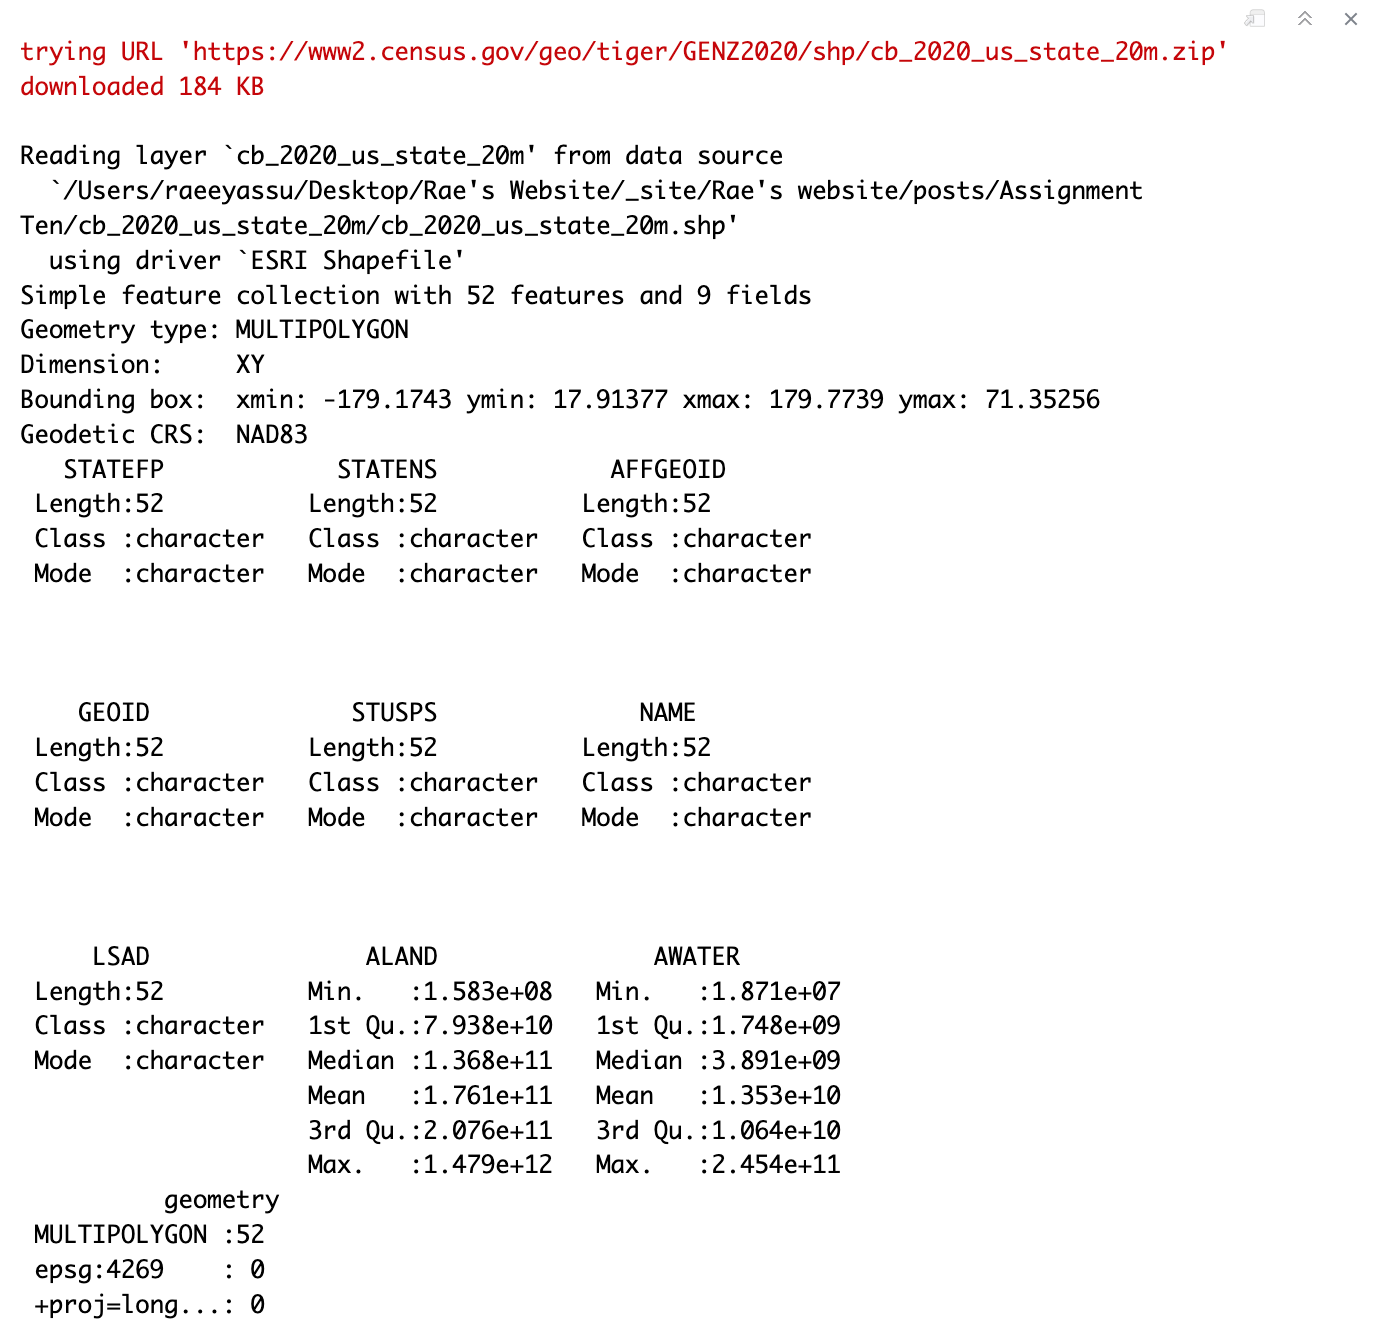 trying URL 'https://www2.census.gov/geo/tiger/GENZ2020/shp/cb_2020_us_state_20m.zip'
downloaded 184 KB
Reading layer `cb_2020_us_state_20m' from data source
  `/Users/raeeyassu/Desktop/Rae's Website/_site/Rae's website/posts/Assignment
Ten/cb_2020_us_state_20m/cb_2020_us_state_20m.shp'
  using driver `ESRI Shapefile'
Simple feature collection with 52 features and 9 fields
Geometry type: MULTIPOLYGON
Dimension:     XY
Bounding box:  xmin: -179.1743 ymin: 17.91377 xmax: 179.7739 ymax: 71.35256
Geodetic CRS:  NAD83
   STATEFP            STATENS            AFFGEOID
 Length:52          Length:52          Length:52
 Class :character   Class :character   Class :character
 Mode  :character   Mode  :character   Mode  :character
    GEOID              STUSPS              NAME
 Length:52          Length:52          Length:52
 Class :character   Class :character   Class :character
 Mode  :character   Mode  :character   Mode  :character
     LSAD               ALAND               AWATER
 Length:52          Min.   :1.583e+08   Min.   :1.871e+07
 Class :character   1st Qu.:7.938e+10   1st Qu.:1.748e+09
 Mode  :character   Median :1.368e+11   Median :3.891e+09
                    Mean   :1.761e+11   Mean   :1.353e+10
                    3rd Qu.:2.076e+11   3rd Qu.:1.064e+10
                    Max.   :1.479e+12   Max.   :2.454e+11
          geometry
 MULTIPOLYGON :52
 epsg:4269    : 0
 +proj=long...: 0